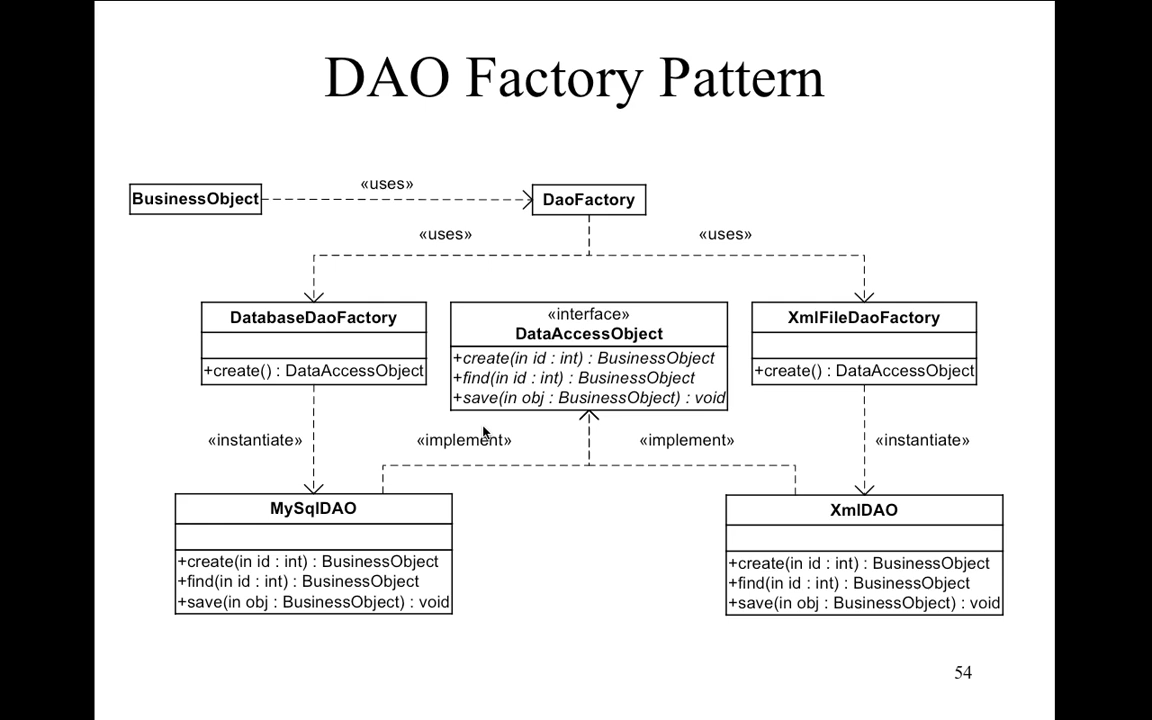 DAO Factory Pattern
«uses»
BusinessObject
DaoFactory
«uses»
«uses»
DatabaseDaoFactory
+create() : DataAccessObject
«interface»
DataAccessObject
+create(in id : int) : BusinessObject
+find(in id : int) : BusinessObject
+save(in obj : BusinessObject) : void
XmlFileDaoFactory
+create() : DataAccessObject
«instantiate»
«implement»
«implement»
«instantiate»
MySqlDAO
+create(in id : int) : BusinessObject
+find(in id : int) : BusinessObject
+save(in obj : BusinessObject) : void
XmlDAO
+create(in id : int) : BusinessObject
+find(in id : int) : BusinessObject
+save(in obj : BusinessObject) : void
54